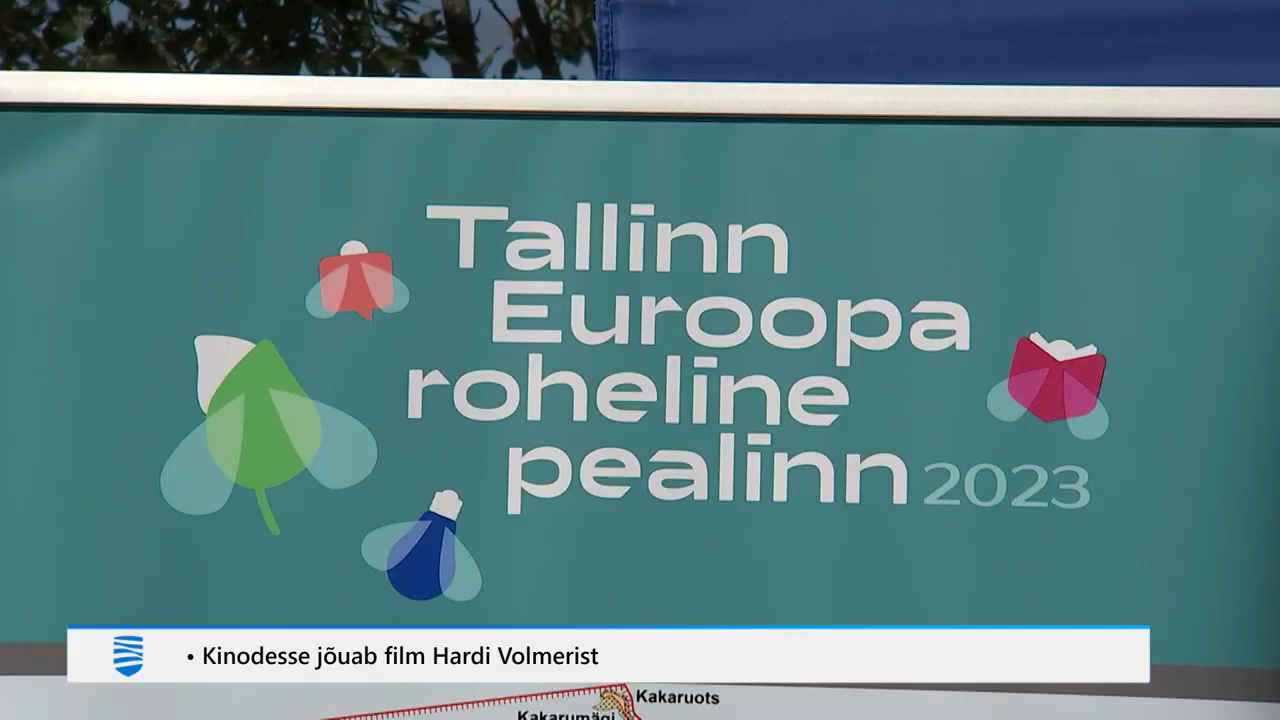 Tallinn
Euroopa
roheline
pealinn 2023
• Kinodesse jõuab film Hardi Volmerist
Kakaruots
Kakarumägi